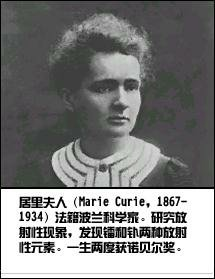 居里夫人（Marie Curie, 1867-
1934）法籍波兰科学家。研究放
射性现象，发现镭和钋两种放射
性元素。一生两度获诺贝尔奖。